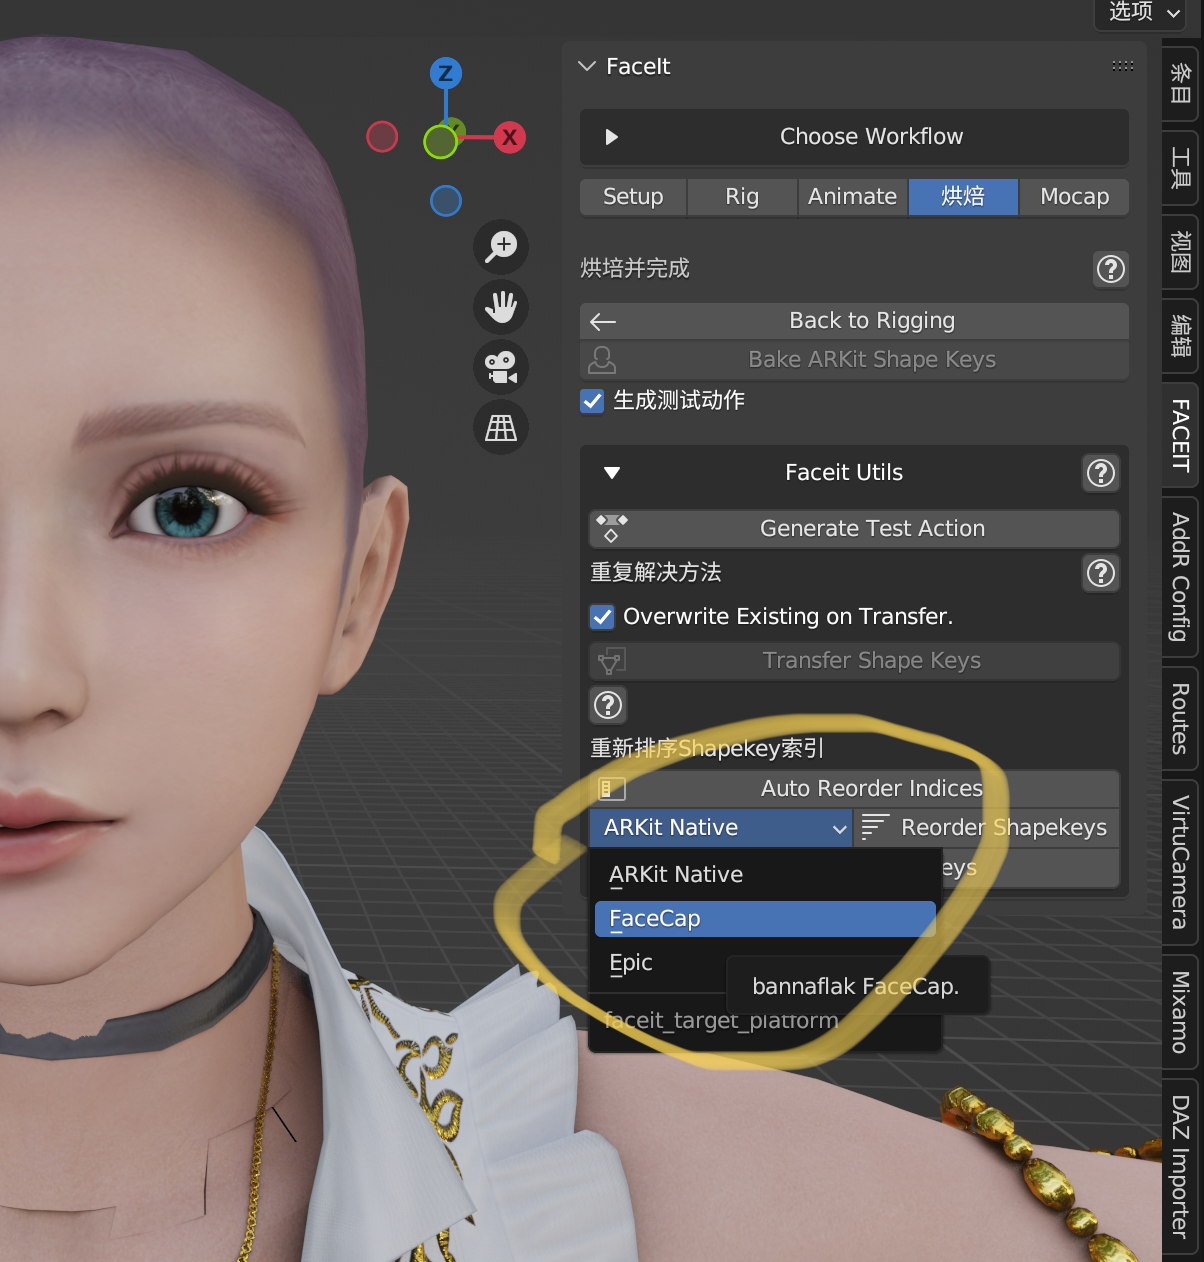 选项
FaceIt
Choose Workflow
Setup
Rig
Animate
烘焙
Mocap
烘培并完成
Back to Rigging
Bake ARKit Shape Keys
生成测试动作
Faceit Utils
Generate Test Action
重复解决方法
Overwrite Existing on Transfer.
Transfer Shape Keys
重新排序Shapekey索引
Auto Reorder Indices
ARKit Native
Reorder Shapekeys
ARKit Native
eys
FaceCap
Epic
bannaflak FaceCap.
faceit_target_platform
Z
Y
X
条目
工具
视图
编辑
FACEIT
AddR Config
Routes
VirtuCamera
Mixamo
DAZ Importer